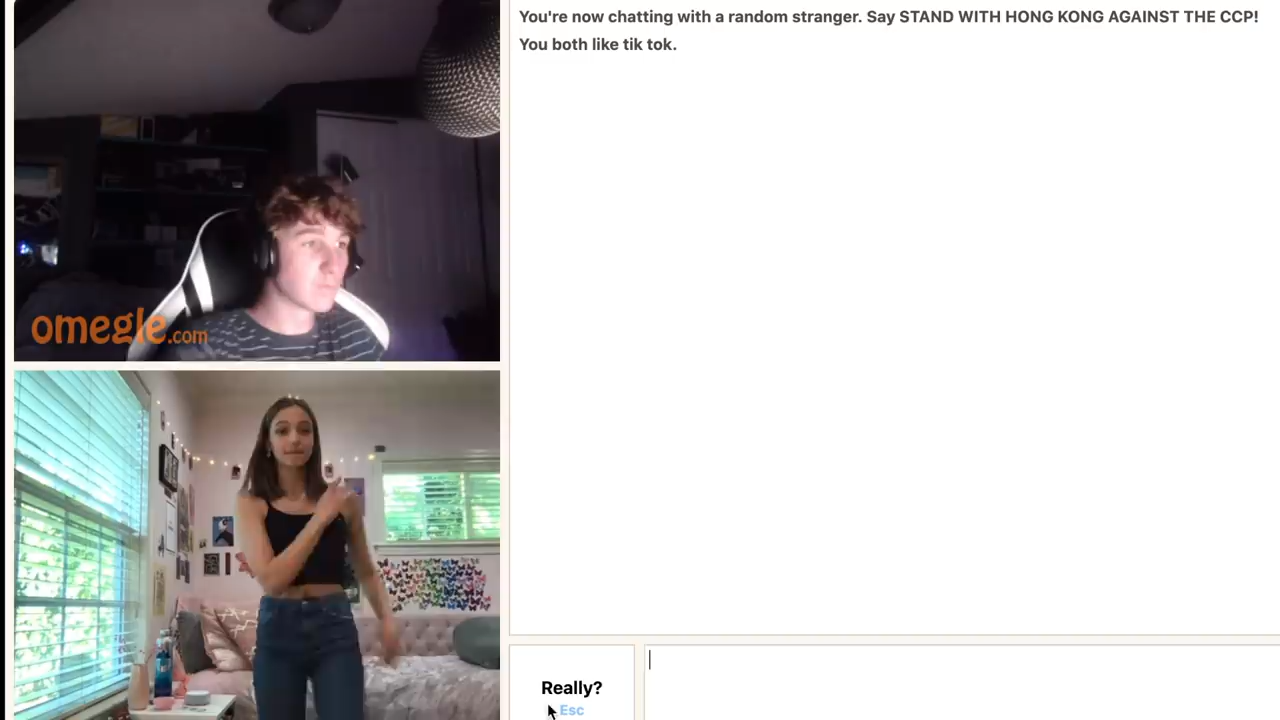 You're now chatting with a random stranger. Say STAND WITH HONG KONG AGAINST THE CCP!
You both like tik tok.
omegle.com
Really?
Esc